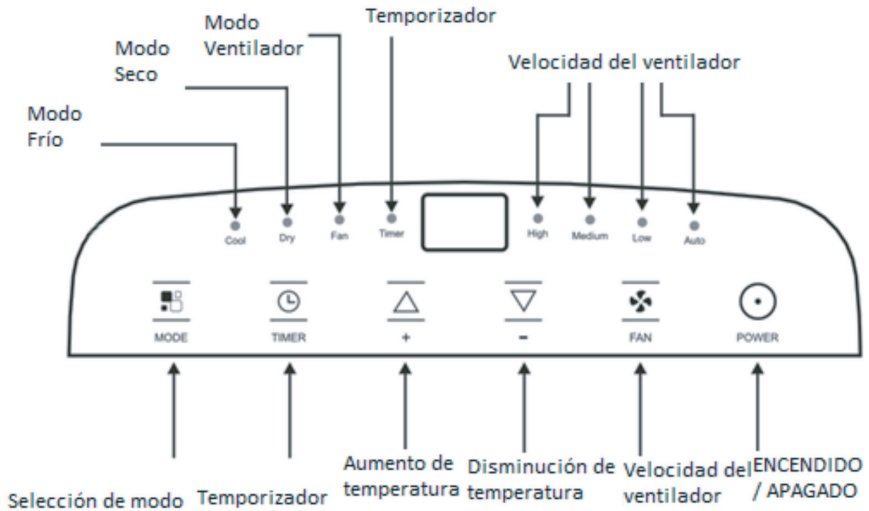 Temporizador
Modo
Ventilador
Modo
Seco
Velocidad del ventilador
Modo
Frío
Cool
Dry
Fan
Timer
High
Medium
Low
Auto
MODE
TIMER
+
-
FAN
POWER
Selección de modo
Temporizador
Aumento de
temperatura
Disminución de
temperatura
Velocidad del
ventilador
ENCENDIDO
/ APAGADO